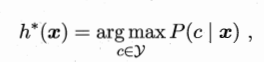 h*(x) = arg max P(c | x) ,
c∈𝒴